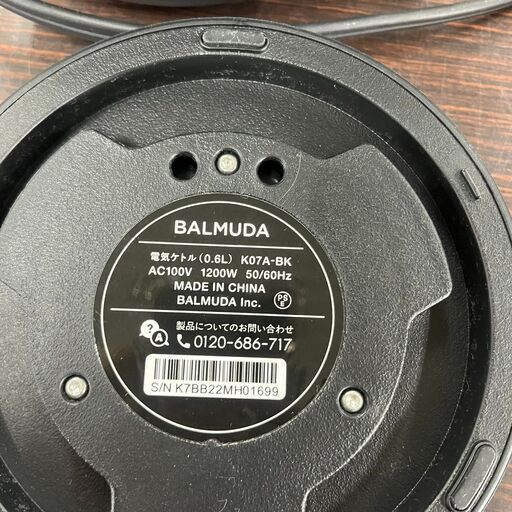 BALMUDA
電気ケトル(0.6L) K07A-BK
AC100V 1200W 50/60Hz
MADE IN CHINA
BALMUDA Inc. PSE
製品についてのお問い合わせ
?A 0120-686-717
S/N K7BB22MH01699